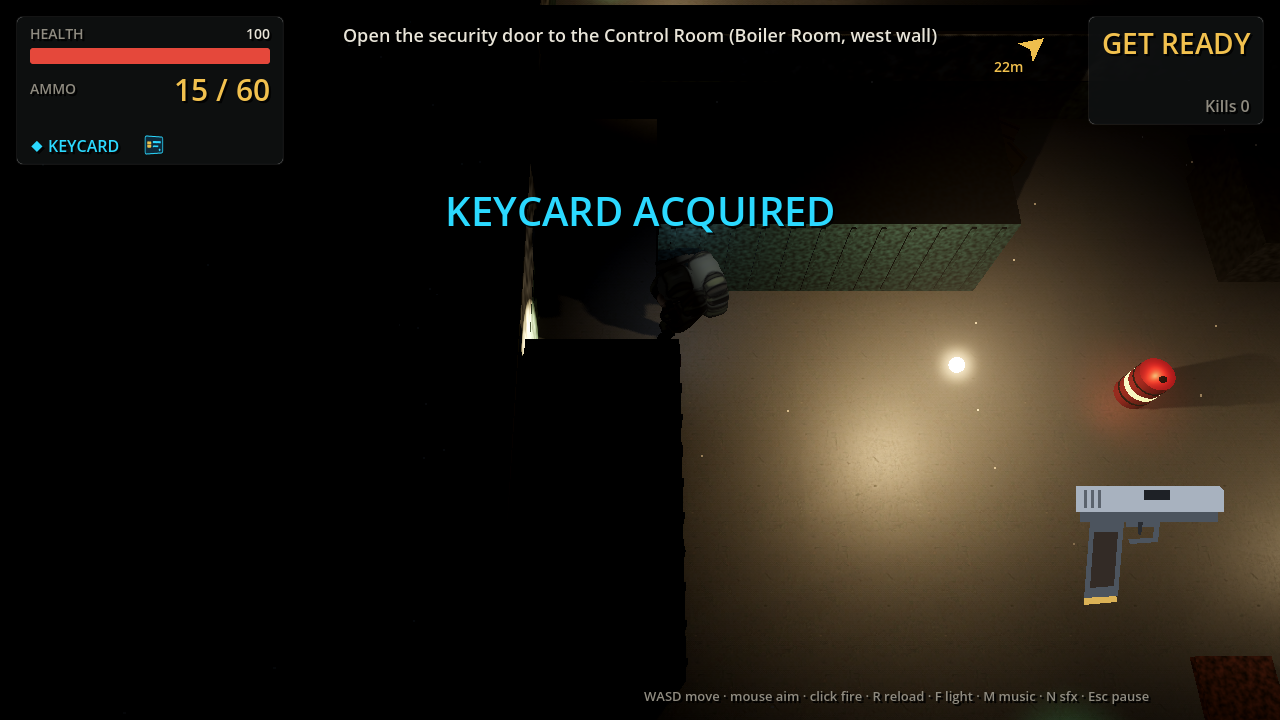 HEALTH 100
AMMO 15 / 60
◆ KEYCARD
Open the security door to the Control Room (Boiler Room, west wall)
22m
GET READY
Kills 0
KEYCARD ACQUIRED
WASD move · mouse aim · click fire · R reload · F light · M music · N sfx · Esc pause